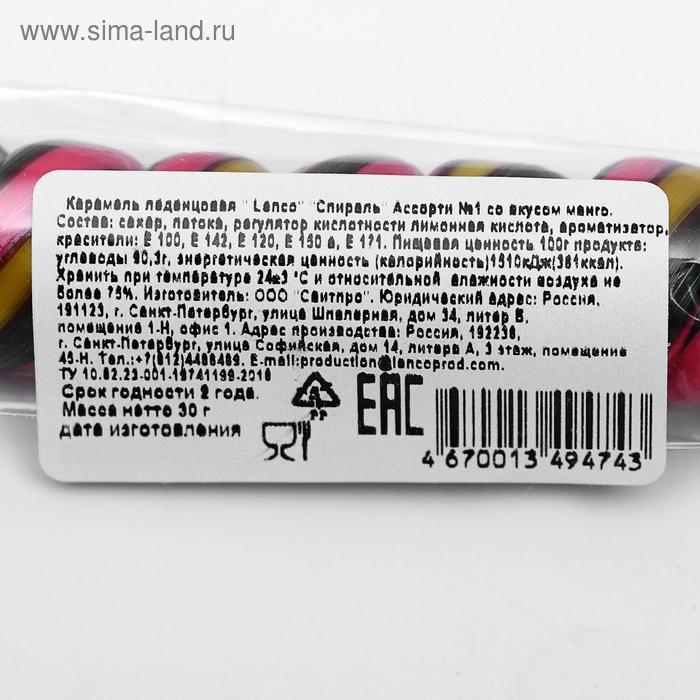 www.sima-land.ru
Карамель леденцовая " Lanco" "Спираль" Ассорти №1 со вкусом манго.
Состав: сахар, патока, регулятор кислотности лимонная кислота, ароматизатор,
красители: Е 100, Е 142, Е 120, Е 150 а, Е 171. Пищевая ценность 100г продукта:
углеводы 90,3г, энергетическая ценность (калорийность)1510кДж(361ккал).
Хранить при температуре 24±3 °С и относительной влажности воздуха не
более 75%. Изготовитель: ООО "Свитпро". Юридический адрес: Россия,
191123, г. Санкт-Петербург, улица Шпалерная, дом 34, литер В,
помещение 1-Н, офис 1. Адрес производства: Россия, 192236,
г. Санкт-Петербург, улица Софийская, дом 14, литера А, 3 этаж, помещение
45-Н. Тел.:+7(812)4486489. E-mail:production@lancoprod.com.
ТУ 10.82.23-001-19741199-2018
Срок годности 2 года.
Масса нетто 30 г
дата изготовления
PP
EAC
4 670013 494743